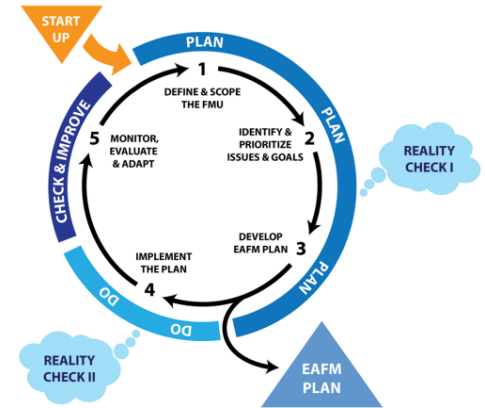 START
UP
PLAN
1
DEFINE & SCOPE
THE FMU
PLAN
2
IDENTIFY &
PRIORITIZE
ISSUES & GOALS
REALITY
CHECK I
3
DEVELOP
EAFM PLAN
PLAN
EAFM
PLAN
4
IMPLEMENT
THE PLAN
DO
DO
REALITY
CHECK II
5
MONITOR,
EVALUATE
& ADAPT
CHECK & IMPROVE